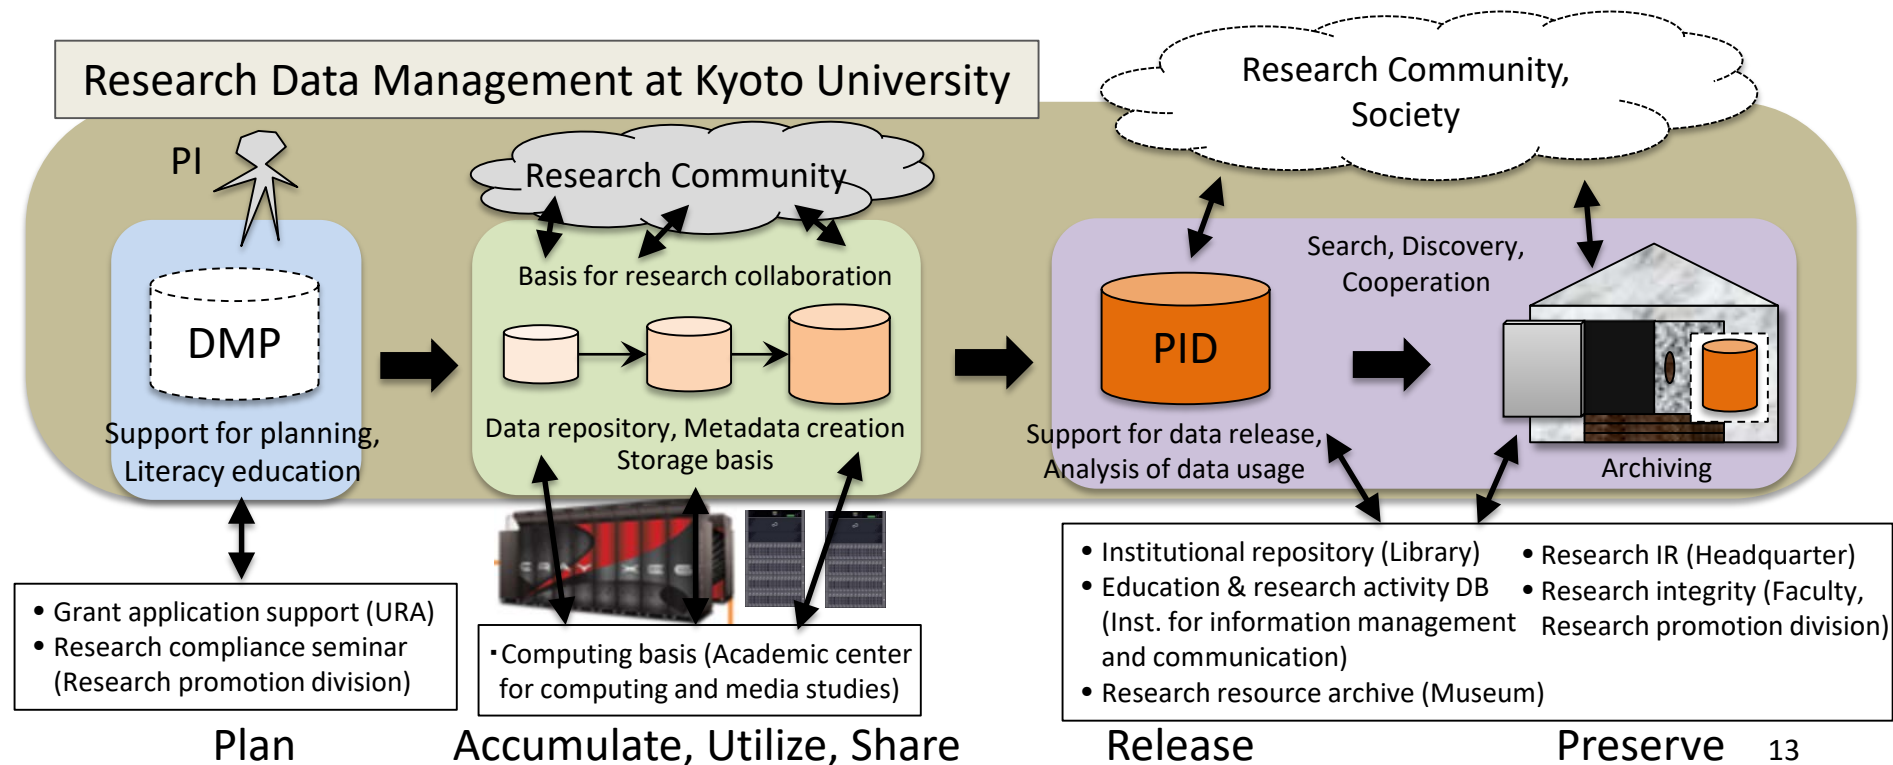 Research Data Management at Kyoto University
Research Community,
Society
PI
Research Community
DMP
Support for planning,
Literacy education
Basis for research collaboration
Data repository, Metadata creation
Storage basis
PID
Support for data release,
Analysis of data usage
Search, Discovery,
Cooperation
Archiving
CRAY XC
• Grant application support (URA)
• Research compliance seminar
(Research promotion division)
・Computing basis (Academic center
for computing and media studies)
• Institutional repository (Library)
• Education & research activity DB
(Inst. for information management
and communication)
• Research resource archive (Museum)
• Research IR (Headquarter)
• Research integrity (Faculty,
Research promotion division)
Plan
Accumulate, Utilize, Share
Release
Preserve
13